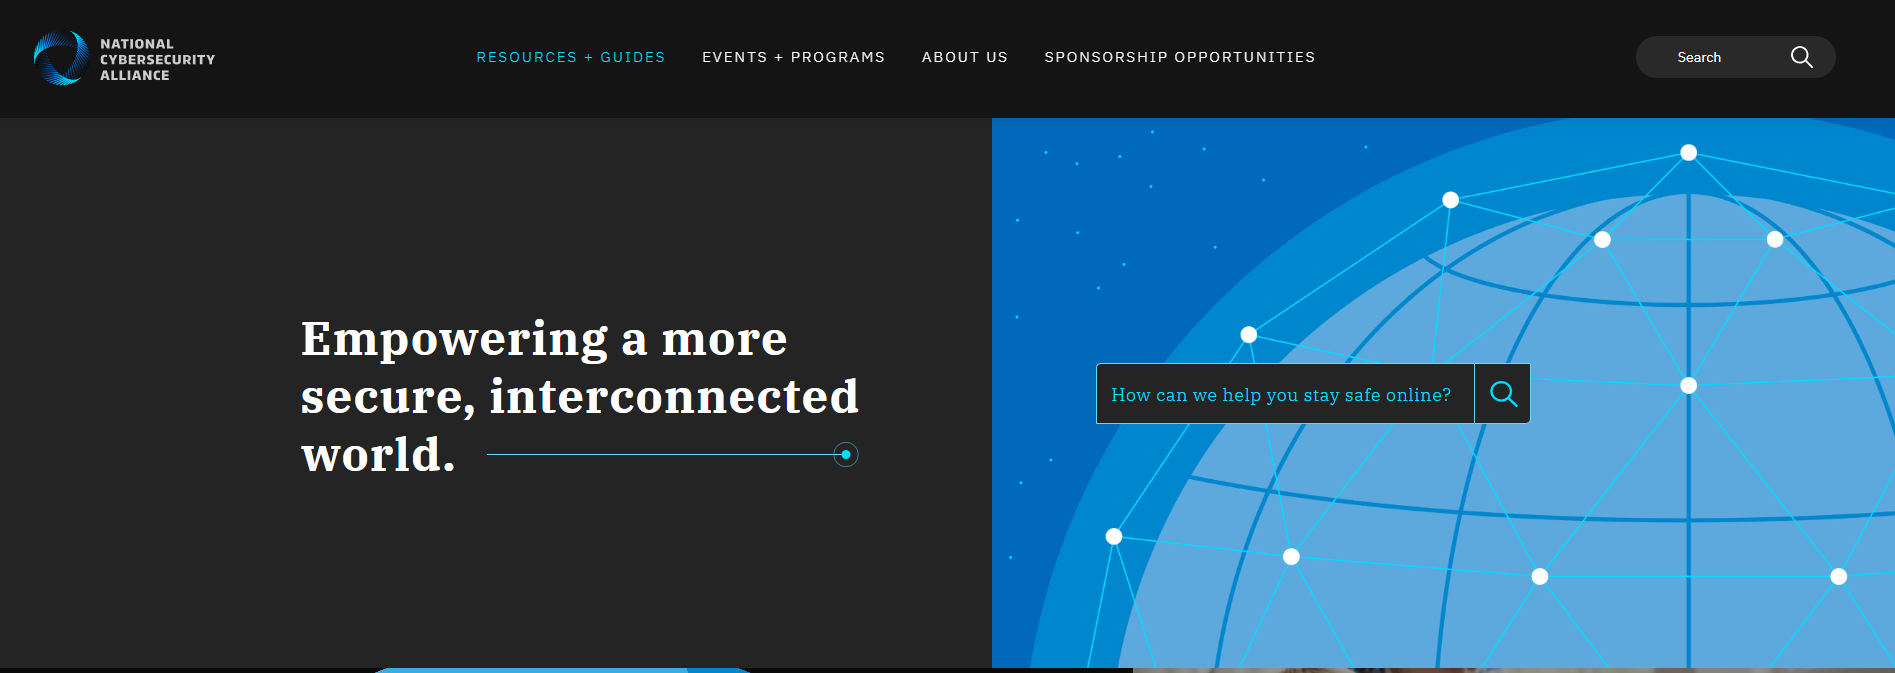 NATIONAL
CYBERSECURITY
ALLIANCE
RESOURCES + GUIDES
EVENTS + PROGRAMS
ABOUT US
SPONSORSHIP OPPORTUNITIES
Search
Empowering a more
secure, interconnected
world.
How can we help you stay safe online?